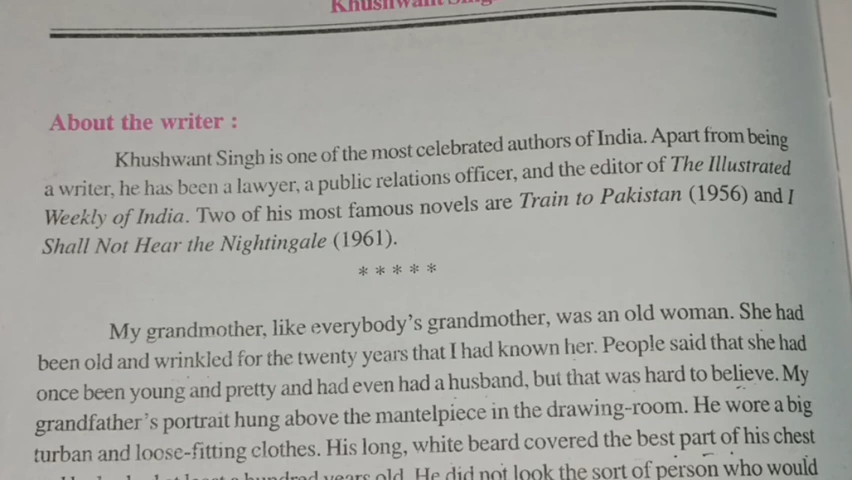 Khushwant Sing
About the writer :
Khushwant Singh is one of the most celebrated authors of India. Apart from being
a writer, he has been a lawyer, a public relations officer, and the editor of The Illustrated
Weekly of India. Two of his most famous novels are Train to Pakistan (1956) and I
Shall Not Hear the Nightingale (1961).
* * * * *
My grandmother, like everybody's grandmother, was an old woman. She had
been old and wrinkled for the twenty years that I had known her. People said that she had
once been young and pretty and had even had a husband, but that was hard to believe. My
grandfather's portrait hung above the mantelpiece in the drawing-room. He wore a big
turban and loose-fitting clothes. His long, white beard covered the best part of his chest
hundred years old. He did not look the sort of person who would